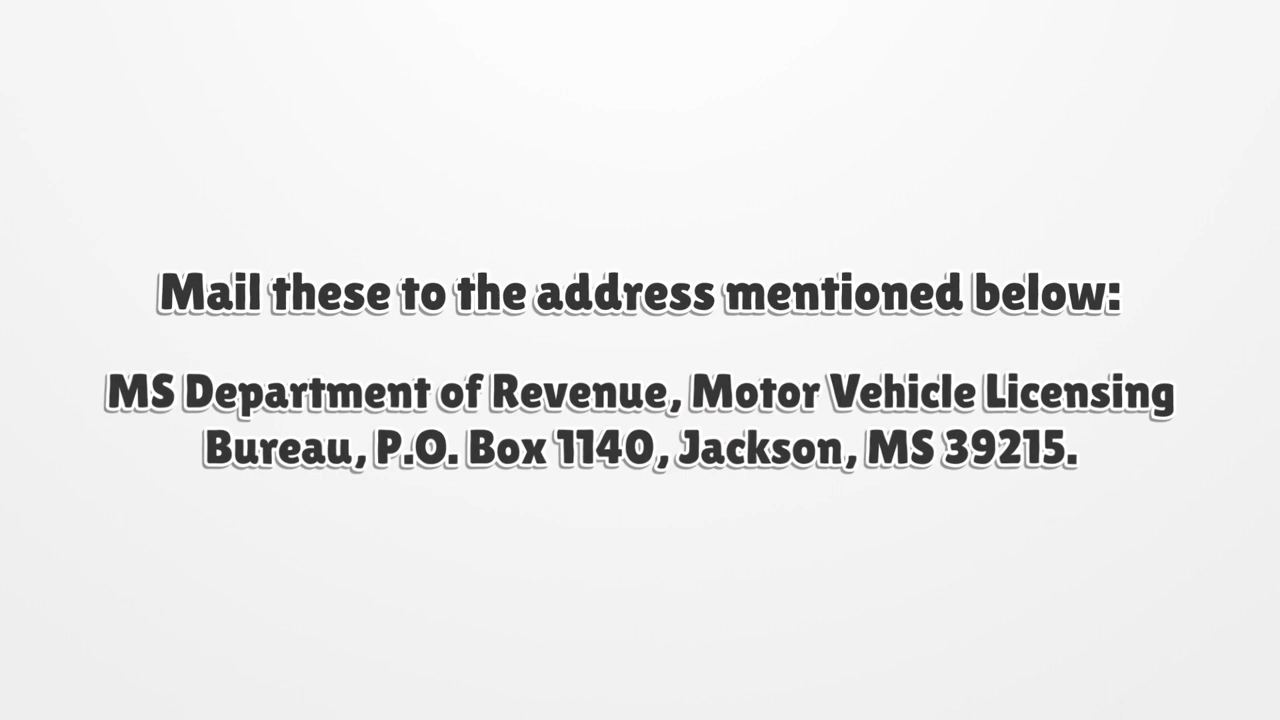 Mail these to the address mentioned below:
MS Department of Revenue, Motor Vehicle Licensing
Bureau, P.O. Box 1140, Jackson, MS 39215.